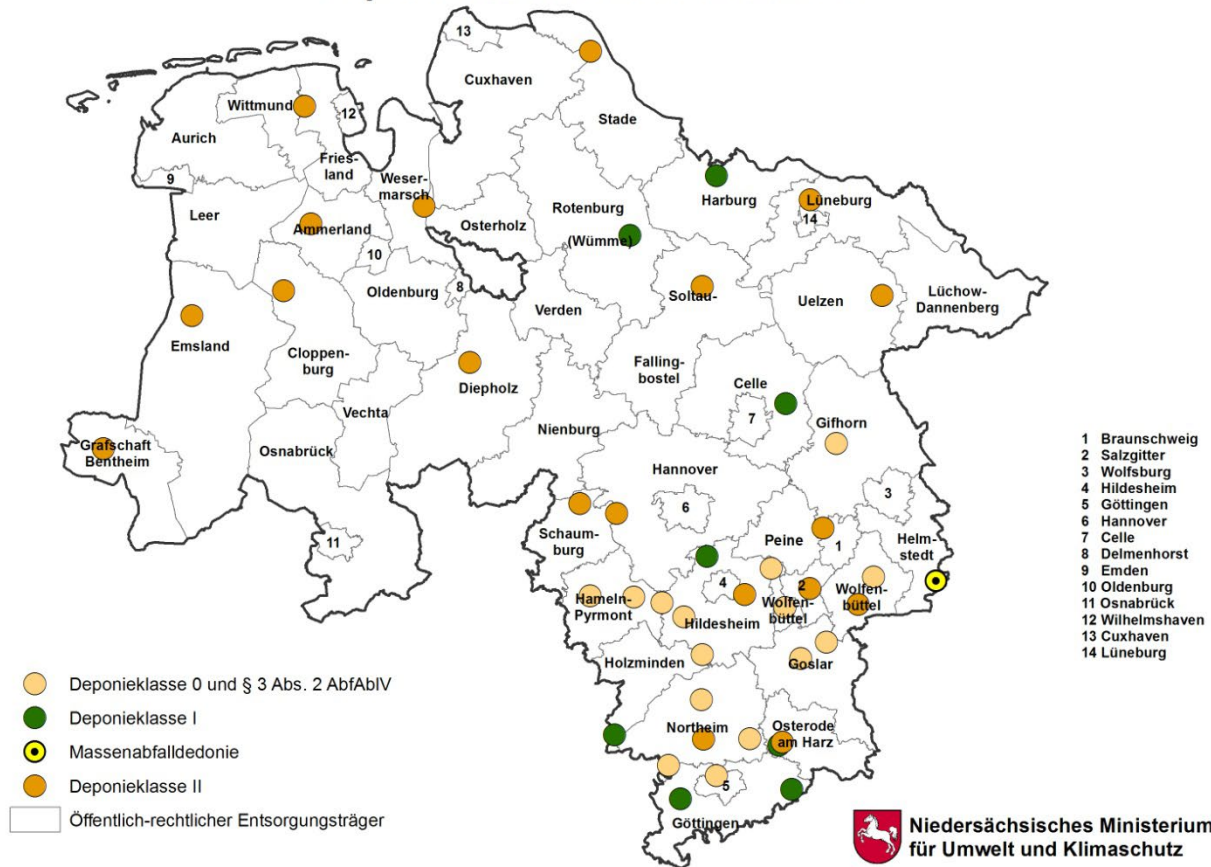 13
Cuxhaven
Wittmund
12
Stade
Aurich
Fries-
land
9
Weser-
marsch
Harburg
Lüneburg
Leer
Rotenburg
Osterholz
Ammerland
14
(Wümme)
10
Oldenburg
8
Soltau-
Uelzen
Lüchow-
Dannenberg
Verden
Emsland
Cloppen-
burg
Falling-
bostel
Diepholz
Celle
7
Vechta
Gifhorn
Nienburg
Grafschaft
Bentheim
Osnabrück
Hannover
3
6
Schaum-
burg
Peine
1
Helm-
stedt
11
4
2
Hameln-
Pyrmont
Wolfen-
büttel
Wolfen-
büttel
Hildesheim
Holzminden
Goslar
Northeim
Osterode
am Harz
5
Göttingen
1 Braunschweig
2 Salzgitter
3 Wolfsburg
4 Hildesheim
5 Göttingen
6 Hannover
7 Celle
8 Delmenhorst
9 Emden
10 Oldenburg
11 Osnabrück
12 Wilhelmshaven
13 Cuxhaven
14 Lüneburg
Deponieklasse 0 und § 3 Abs. 2 AbfAblV
Deponieklasse I
Massenabfalldedonie
Deponieklasse II
Öffentlich-rechtlicher Entsorgungsträger
Niedersächsisches Ministerium
für Umwelt und Klimaschutz